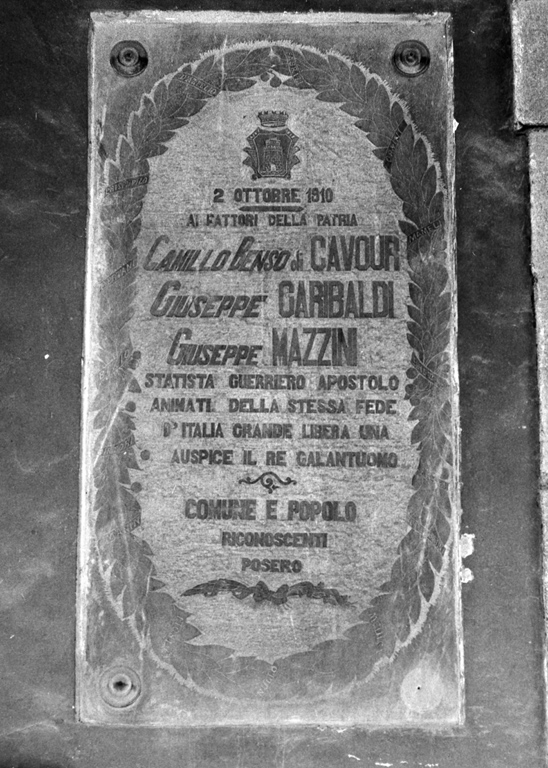 2 OTTOBRE 1910
AI FATTORI DELLA PATRIA
CAMILLO BENSO di CAVOUR
GIUSEPPE GARIBALDI
GIUSEPPE MAZZINI
STATISTA GUERRIERO APOSTOLO
ANIMATI DELLA STESSA FEDE
D'ITALIA GRANDE LIBERA UNA
AUSPICE IL RE GALANTUOMO
COMUNE E POPOLO
RICONOSCENTI
POSERO